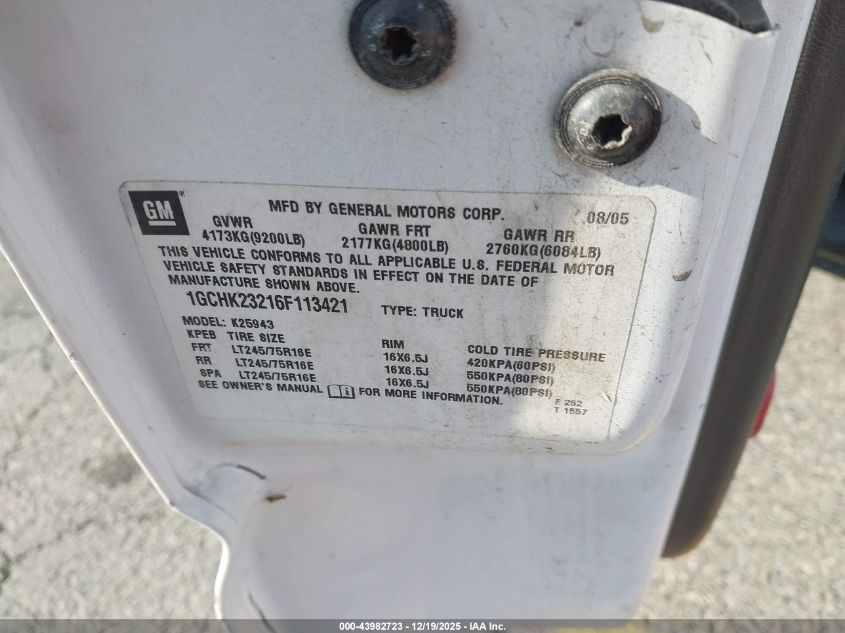 GM
MFD BY GENERAL MOTORS CORP. 08/05
GVWR GAWR FRT GAWR RR
4173KG(9200LB) 2177KG(4800LB) 2760KG(6084LB)
THIS VEHICLE CONFORMS TO ALL APPLICABLE U.S. FEDERAL MOTOR
VEHICLE SAFETY STANDARDS IN EFFECT ON THE DATE OF
MANUFACTURE SHOWN ABOVE.
1GCHK23216F113421 TYPE: TRUCK
MODEL: K25943
KPEB TIRE SIZE RIM COLD TIRE PRESSURE
FRT LT245/75R16E 16X6.5J 420KPA(60PSI)
RR LT245/75R16E 16X6.5J 550KPA(80PSI)
SPA LT245/75R16E 16X6.5J 550KPA(80PSI)
SEE OWNER'S MANUAL FOR MORE INFORMATION.
F 252
T 1557
000-43982723 - 12/19/2025 - IAA Inc.